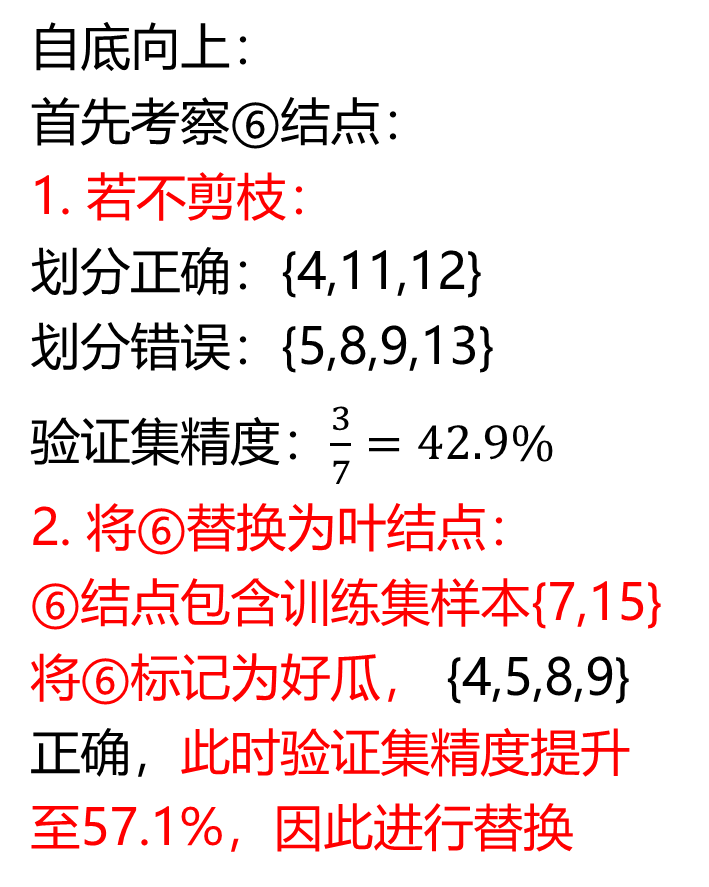 自底向上：
首先考察⑥结点：
1. 若不剪枝：
划分正确：{4,11,12}
划分错误：{5,8,9,13}
验证集精度：3/7 = 42.9%
2. 将⑥替换为叶结点：
⑥结点包含训练集样本{7,15}
将⑥标记为好瓜， {4,5,8,9}
正确，此时验证集精度提升
至57.1%，因此进行替换